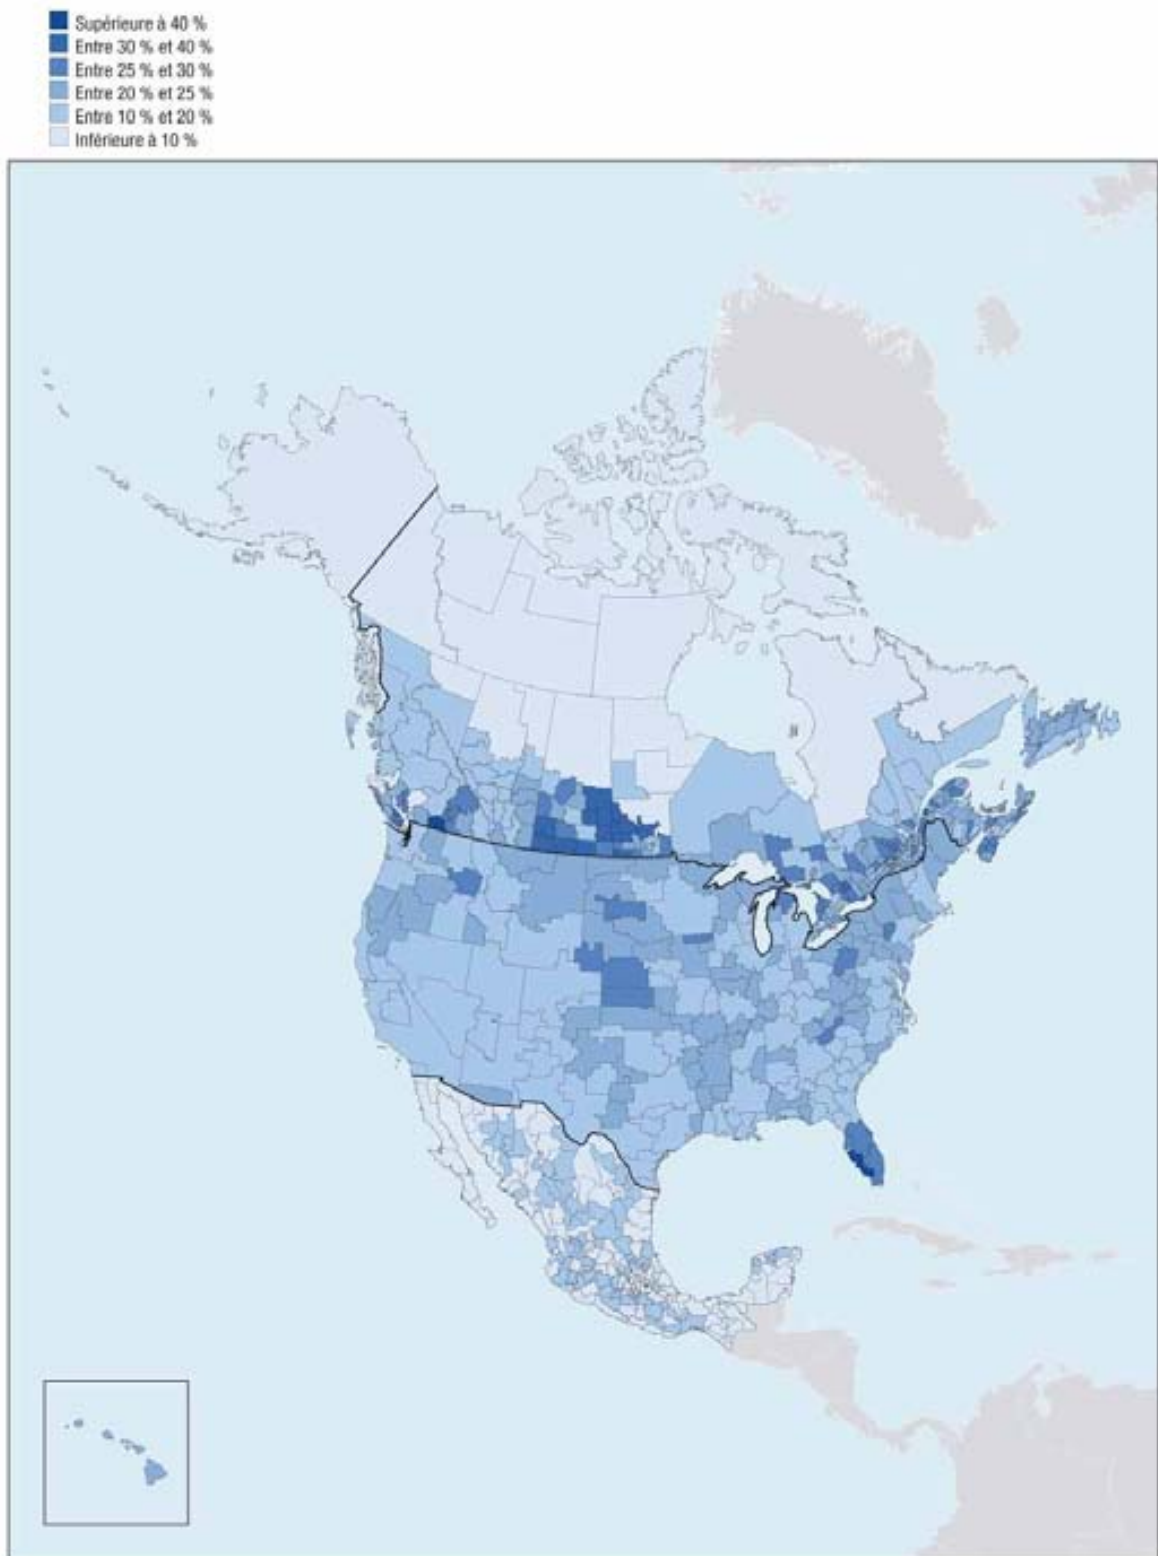 Supérieure à 40 %
Entre 30 % et 40 %
Entre 25 % et 30 %
Entre 20 % et 25 %
Entre 10 % et 20 %
Inférieure à 10 %